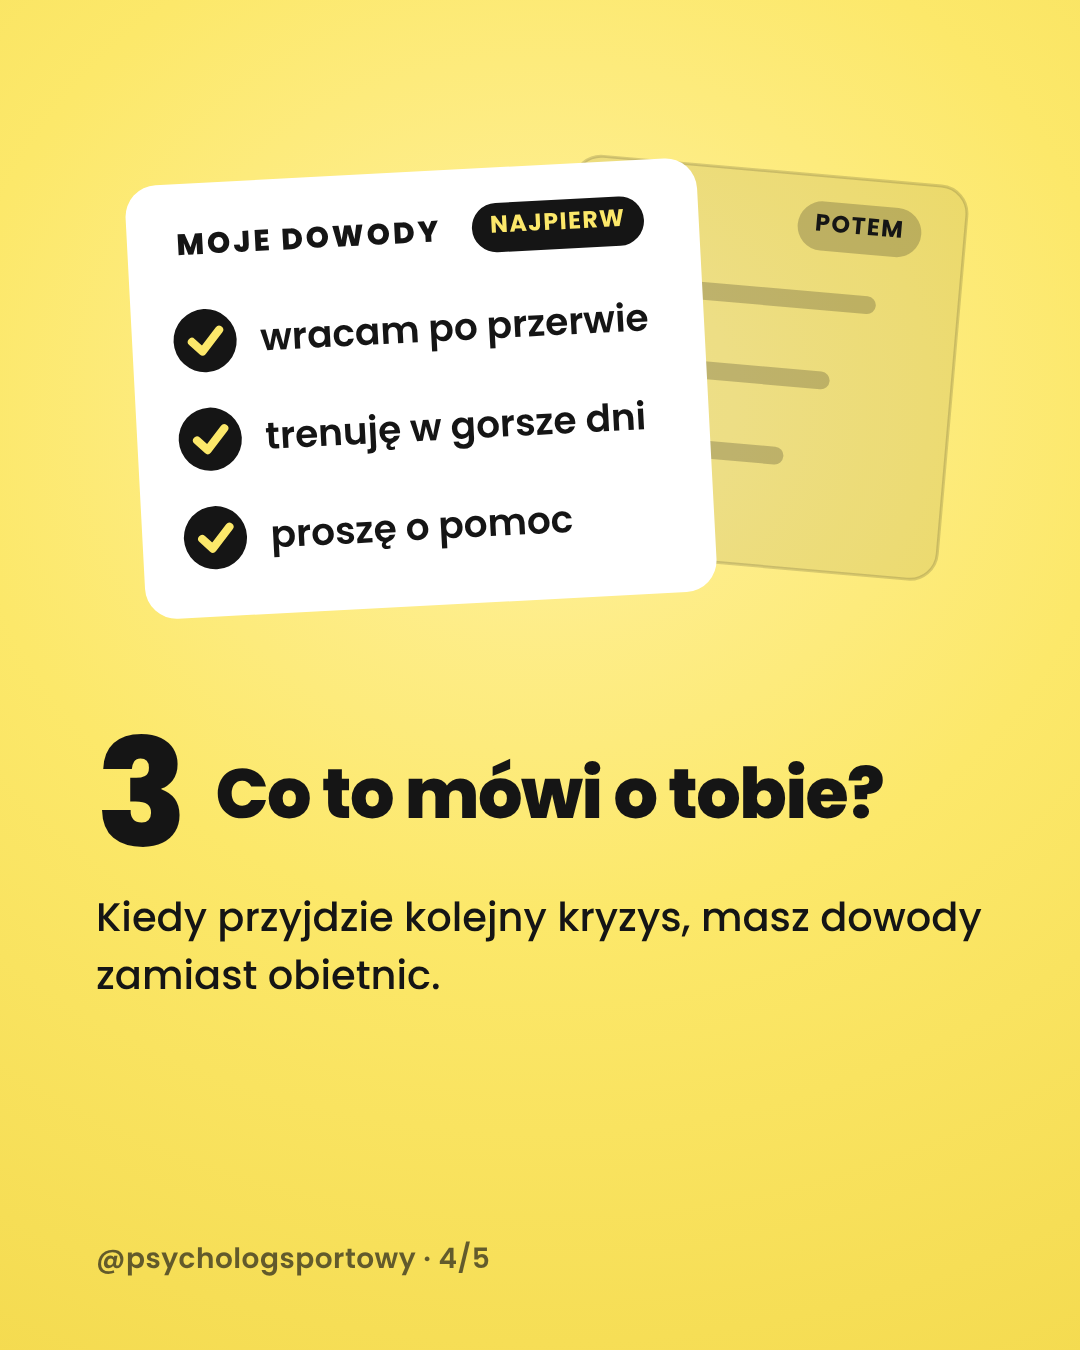 MOJE DOWODY NAJPIERW
POTEM
wracam po przerwie
trenuję w gorsze dni
proszę o pomoc
3 Co to mówi o tobie?
Kiedy przyjdzie kolejny kryzys, masz dowody
zamiast obietnic.
@psychologsportowy · 4/5